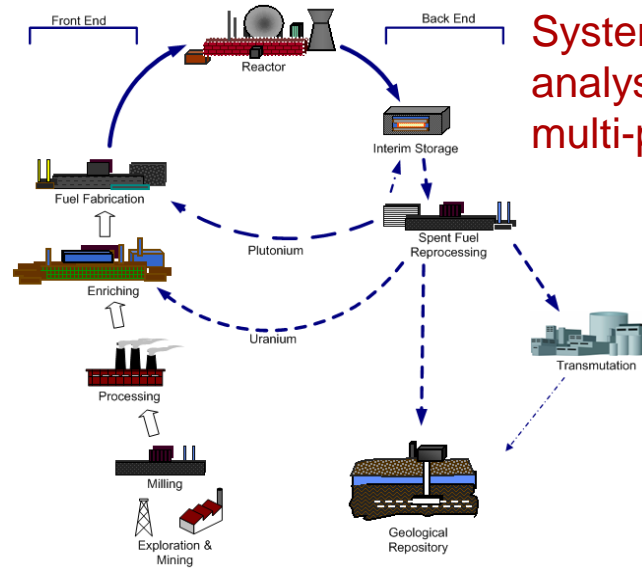 Front End
Back End
System
analys
multi-p
Reactor
Interim Storage
Fuel Fabrication
Plutonium
Spent Fuel
Reprocessing
Enriching
Uranium
Transmutation
Processing
Milling
Exploration &
Mining
Geological
Repository